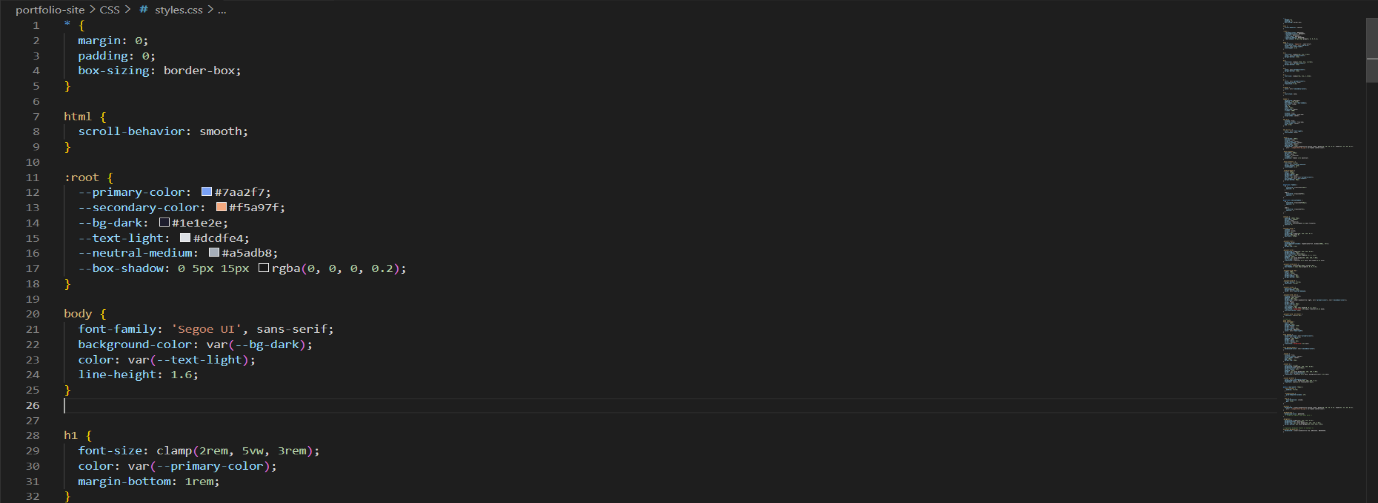 portfolio-site > CSS > # styles.css > ...
1 * {
2 margin: 0;
3 padding: 0;
4 box-sizing: border-box;
5 }
6
7 html {
8 scroll-behavior: smooth;
9 }
10
11 :root {
12 --primary-color: #7aa2f7;
13 --secondary-color: #f5a97f;
14 --bg-dark: #1e1e2e;
15 --text-light: #dcdfe4;
16 --neutral-medium: #a5adb8;
17 --box-shadow: 0 5px 15px rgba(0, 0, 0, 0.2);
18 }
19
20 body {
21 font-family: 'Segoe UI', sans-serif;
22 background-color: var(--bg-dark);
23 color: var(--text-light);
24 line-height: 1.6;
25 }
26
27
28 h1 {
29 font-size: clamp(2rem, 5vw, 3rem);
30 color: var(--primary-color);
31 margin-bottom: 1rem;
32 }